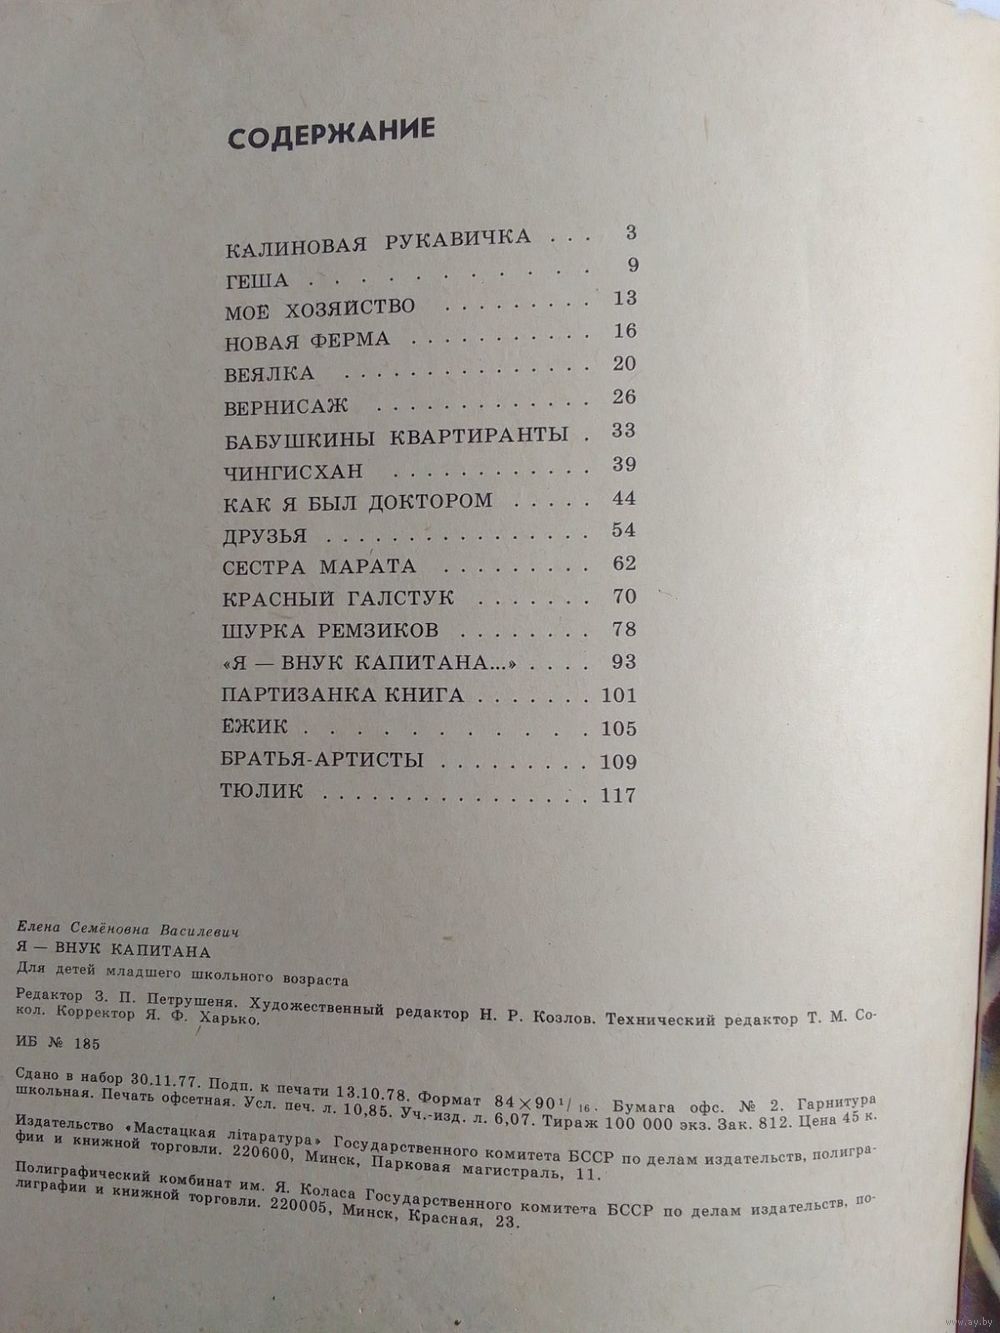 СОДЕРЖАНИЕ
КАЛИНОВАЯ РУКАВИЧКА . . . 3
ГЕША . . . . . . . . . . . 9
МОЁ ХОЗЯЙСТВО . . . . . . . . . 13
НОВАЯ ФЕРМА . . . . . . . . . . . 16
ВЕЯЛКА . . . . . . . . . . . . . . 20
ВЕРНИСАЖ . . . . . . . . . . . . 26
БАБУШКИНЫ КВАРТИРАНТЫ . 33
ЧИНГИСХАН . . . . . . . . . . . 39
КАК Я БЫЛ ДОКТОРОМ . . . . . 44
ДРУЗЬЯ . . . . . . . . . . . . . . . 54
СЕСТРА МАРАТА . . . . . . . . . 62
КРАСНЫЙ ГАЛСТУК . . . . . . . 70
ШУРКА РЕМЗИКОВ . . . . . . . . 78
«Я — ВНУК КАПИТАНА...» . . . . 93
ПАРТИЗАНКА КНИГА . . . . . . . 101
ЁЖИК . . . . . . . . . . . 105
БРАТЬЯ-АРТИСТЫ . . . . . . . . . 109
ТЮЛИК . . . . . . . . . . . . . . . . 117
Елена Семёновна Василевич
Я — ВНУК КАПИТАНА
Для детей младшего школьного возраста
Редактор З. П. Петрушеня. Художественный редактор Н. Р. Козлов. Технический редактор Т. М. Со-
кол. Корректор Я. Ф. Харько.
ИБ № 185
Сдано в набор 30.11.77. Подп. к печати 13.10.78. Формат 84×90¹/₁₆. Бумага офс. № 2. Гарнитура
школьная. Печать офсетная. Усл. печ. л. 10,85. Уч.-изд. л. 6,07. Тираж 100 000 экз. Зак. 812. Цена 45 к.
Издательство «Мастацкая літаратура» Государственного комитета БССР по делам издательств, полигра-
фии и книжной торговли. 220600, Минск, Парковая магистраль, 11.
Полиграфический комбинат им. Я. Коласа Государственного комитета БССР по делам издательств, по-
лиграфии и книжной торговли. 220005, Минск, Красная, 23.
www.ay.by